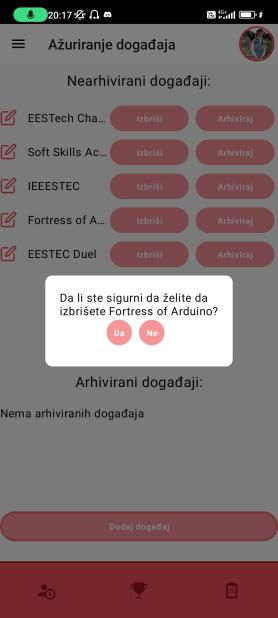 20:17
4G+
Ažuriranje događaja
Nearhivirani događaji:
EESTech Cha... Izbriši Arhiviraj
Soft Skills Ac... Izbriši Arhiviraj
IEEESTEC Izbriši Arhiviraj
Fortress of A... Izbriši Arhiviraj
EESTEC Duel Izbriši Arhiviraj
Da li ste sigurni da želite da
izbrišete Fortress of Arduino?
Da Ne
Arhivirani događaji:
Nema arhiviranih događaja
Dodaj događaj